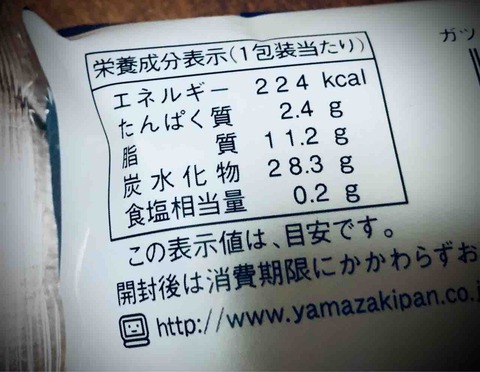 栄養成分表示(1包装当たり)
エネルギー 224 kcal
たんぱく質 2.4 g
脂質 11.2 g
炭水化物 28.3 g
食塩相当量 0.2 g
この表示値は、目安です。
開封後は消費期限にかかわらずお
http://www.yamazakipan.co.j
ガッ